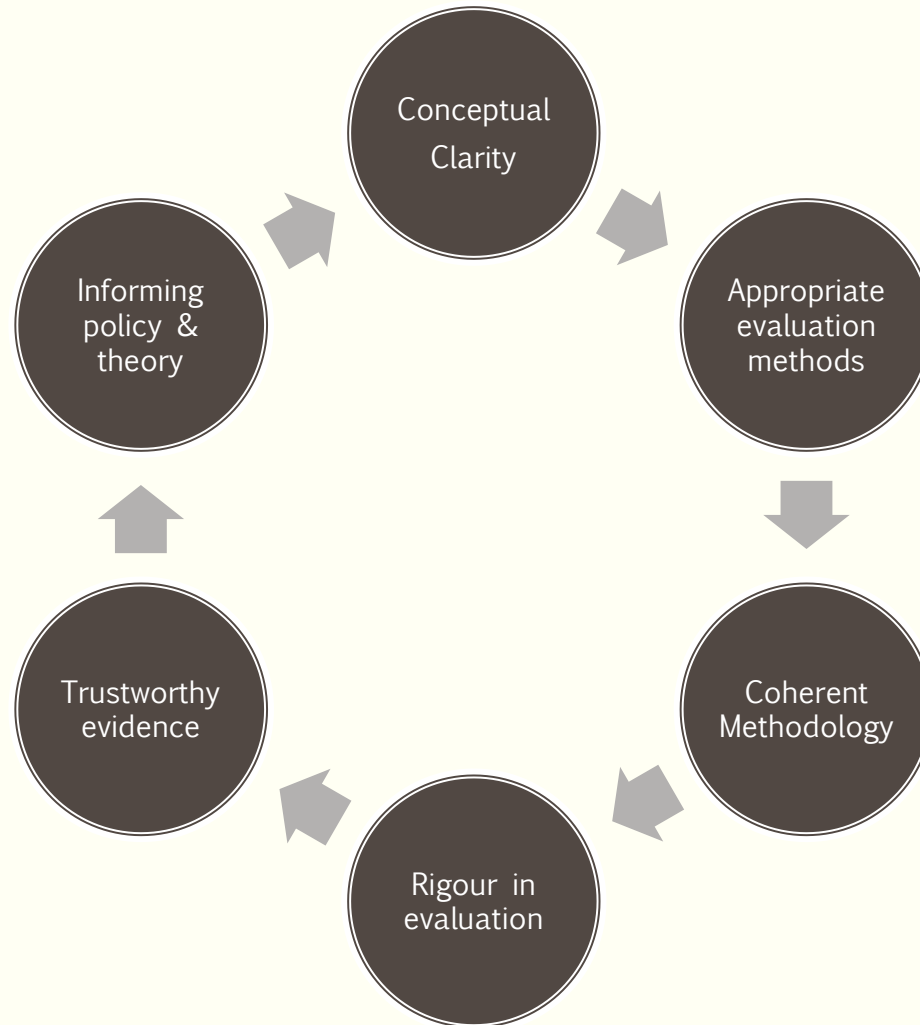 Conceptual
Clarity
Appropriate
evaluation
methods
Coherent
Methodology
Rigour in
evaluation
Trustworthy
evidence
Informing
policy &
theory